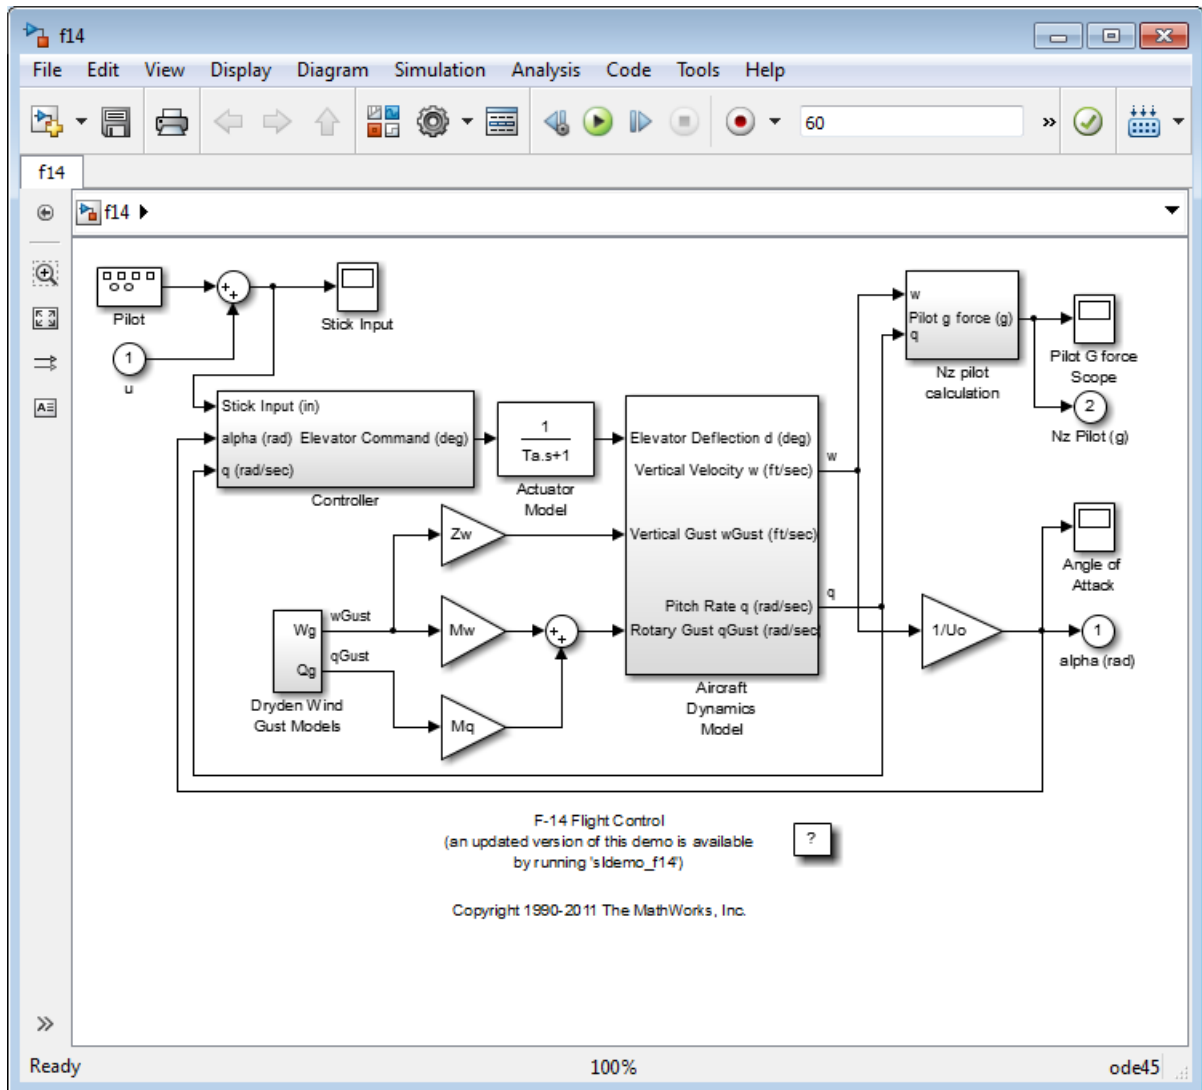 f14
File Edit View Display Diagram Simulation Analysis Code Tools Help
60
f14
f14
Pilot
Stick Input
1
u
w
Pilot g force (g)
q
Nz pilot
calculation
Pilot G force
Scope
2
Nz Pilot (g)
Stick Input (in)
alpha (rad) Elevator Command (deg)
q (rad/sec)
Controller
1
Ta.s+1
Actuator
Model
Elevator Deflection d (deg)
Vertical Velocity w (ft/sec)
Vertical Gust wGust (ft/sec)
Pitch Rate q (rad/sec)
Rotary Gust qGust (rad/sec
Aircraft
Dynamics
Model
w
q
Zw
Mw
Mq
Wg
Qg
wGust
qGust
Dryden Wind
Gust Models
1/Uo
Angle of
Attack
1
alpha (rad)
F-14 Flight Control
(an updated version of this demo is available
by running 'sldemo_f14')
?
Copyright 1990-2011 The MathWorks, Inc.
Ready 100% ode45